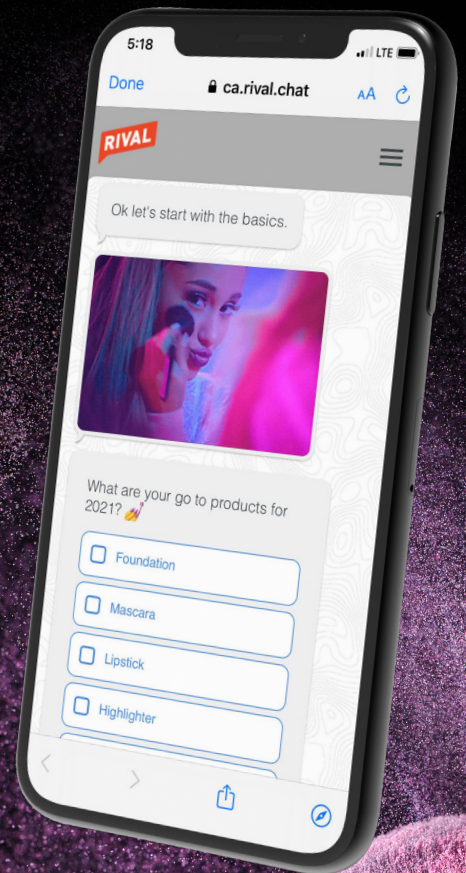 5:18
LTE
Done
ca.rival.chat
AA
RIVAL
Ok let's start with the basics.
What are your go to products for
2021? 💅
Foundation
Mascara
Lipstick
Highlighter